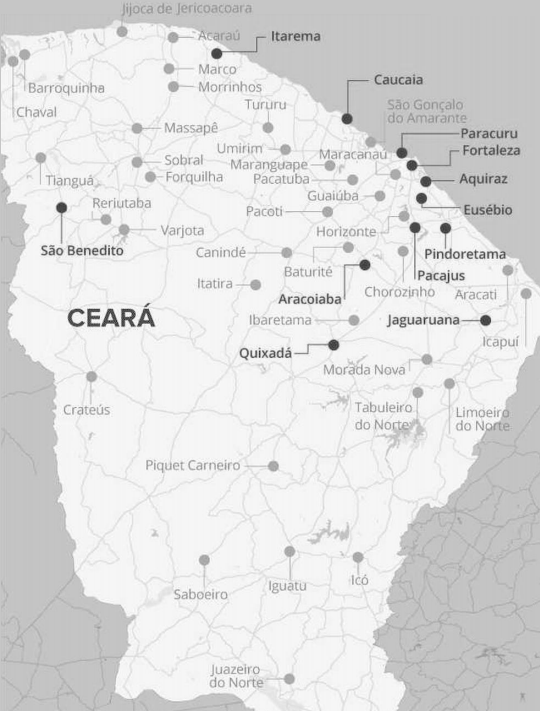 Jijoca de Jericoacoara
Acaraú
Itarema
Marco
Barroquinha
Morrinhos
Caucaia
Chaval
Tururu
São Gonçalo
do Amarante
Massapê
Paracuru
Umirim
Maracanaú
Fortaleza
Sobral
Maranguape
Tianguá
Forquilha
Pacatuba
Aquiraz
Guaiúba
Reriutaba
Pacoti
Eusébio
Varjota
Horizonte
São Benedito
Canindé
Pindoretama
Baturité
Pacajus
Itatira
Aracoiaba
Chorozinho
Aracati
CEARÁ
Ibaretama
Jaguaruana
Icapuí
Quixadá
Morada Nova
Crateús
Tabuleiro
do Norte
Limoeiro
do Norte
Piquet Carneiro
Iguatu
Icó
Saboeiro
Juazeiro
do Norte